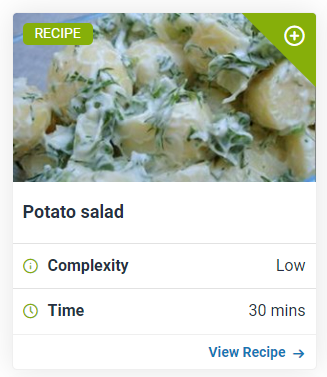 RECIPE
Potato salad
Complexity Low
Time 30 mins
View Recipe →